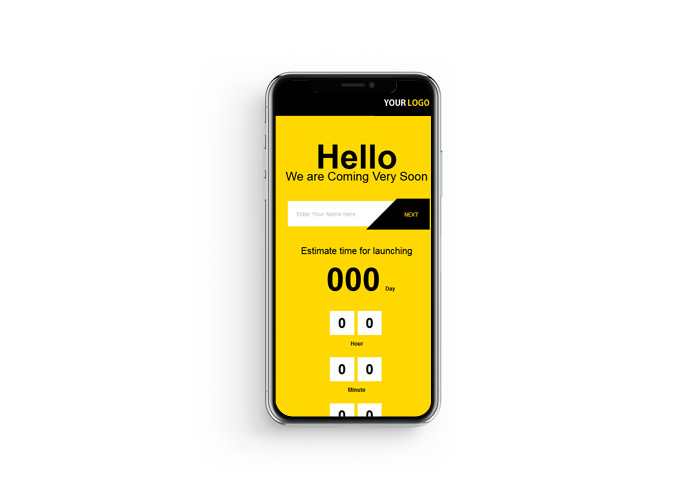 YOUR LOGO
Hello
We are Coming Very Soon
Enter Your Name Here
NEXT
Estimate time for launching
000 Day
0 0
Hour
0 0
Minute
0 0